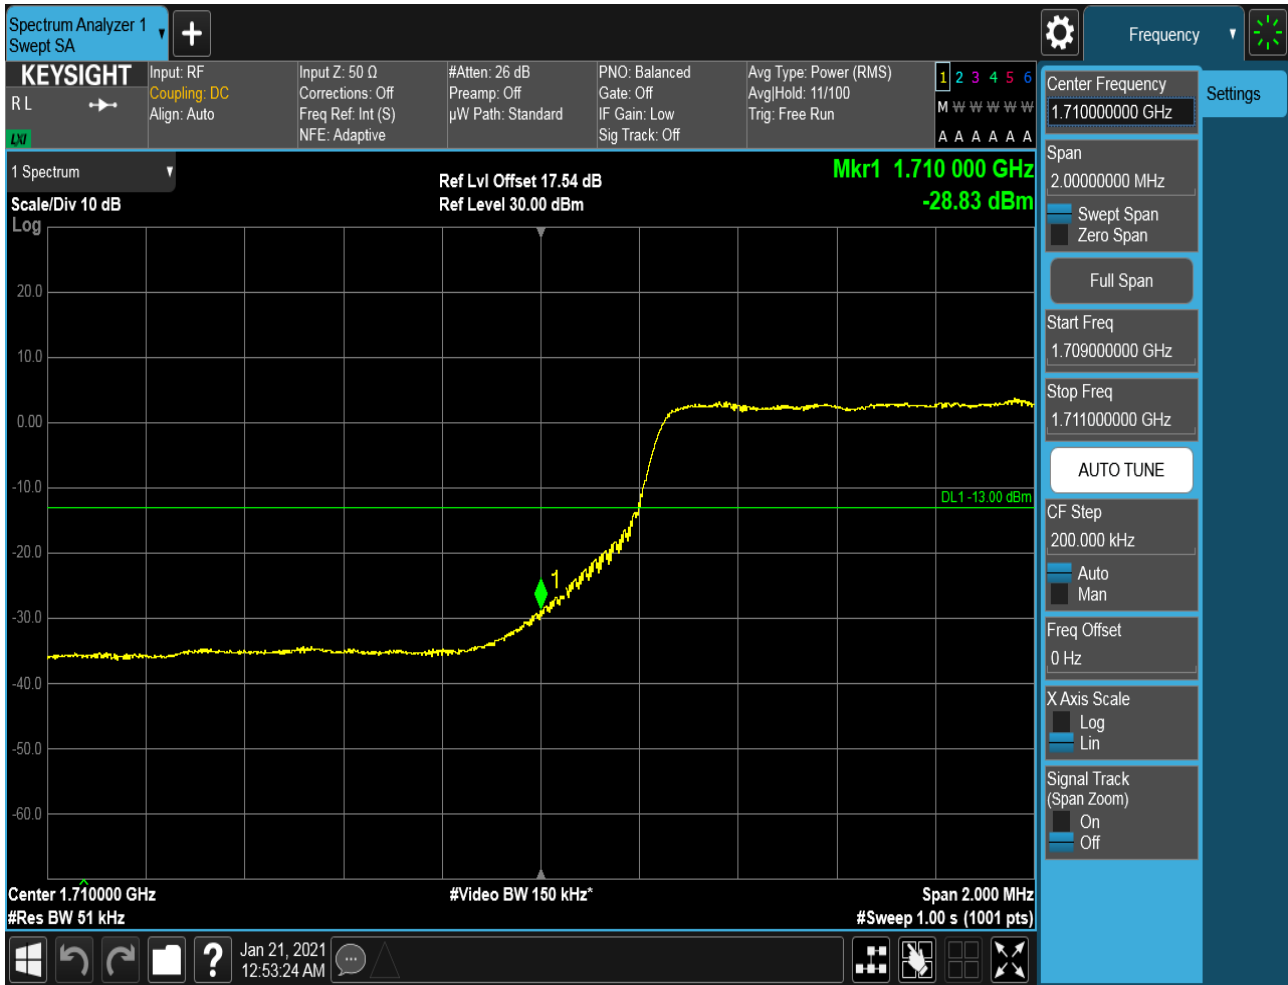 Spectrum Analyzer 1
Swept SA
Frequency
KEYSIGHT
R L
LXI
Input: RF
Coupling: DC
Align: Auto
Input Z: 50 Ω
Corrections: Off
Freq Ref: Int (S)
NFE: Adaptive
#Atten: 26 dB
Preamp: Off
µW Path: Standard
PNO: Balanced
Gate: Off
IF Gain: Low
Sig Track: Off
Avg Type: Power (RMS)
Avg|Hold: 11/100
Trig: Free Run
1 2 3 4 5 6
M W W W W W
A A A A A A
1 Spectrum
Scale/Div 10 dB
Log
Ref Lvl Offset 17.54 dB
Ref Level 30.00 dBm
Mkr1 1.710 000 GHz
-28.83 dBm
20.0
10.0
0.00
-10.0
-20.0
-30.0
-40.0
-50.0
-60.0
DL1 -13.00 dBm
1
Center 1.710000 GHz
#Res BW 51 kHz
#Video BW 150 kHz*
Span 2.000 MHz
#Sweep 1.00 s (1001 pts)
Center Frequency
1.710000000 GHz
Settings
Span
2.00000000 MHz
Swept Span
Zero Span
Full Span
Start Freq
1.709000000 GHz
Stop Freq
1.711000000 GHz
AUTO TUNE
CF Step
200.000 kHz
Auto
Man
Freq Offset
0 Hz
X Axis Scale
Log
Lin
Signal Track
(Span Zoom)
On
Off
?
Jan 21, 2021
12:53:24 AM